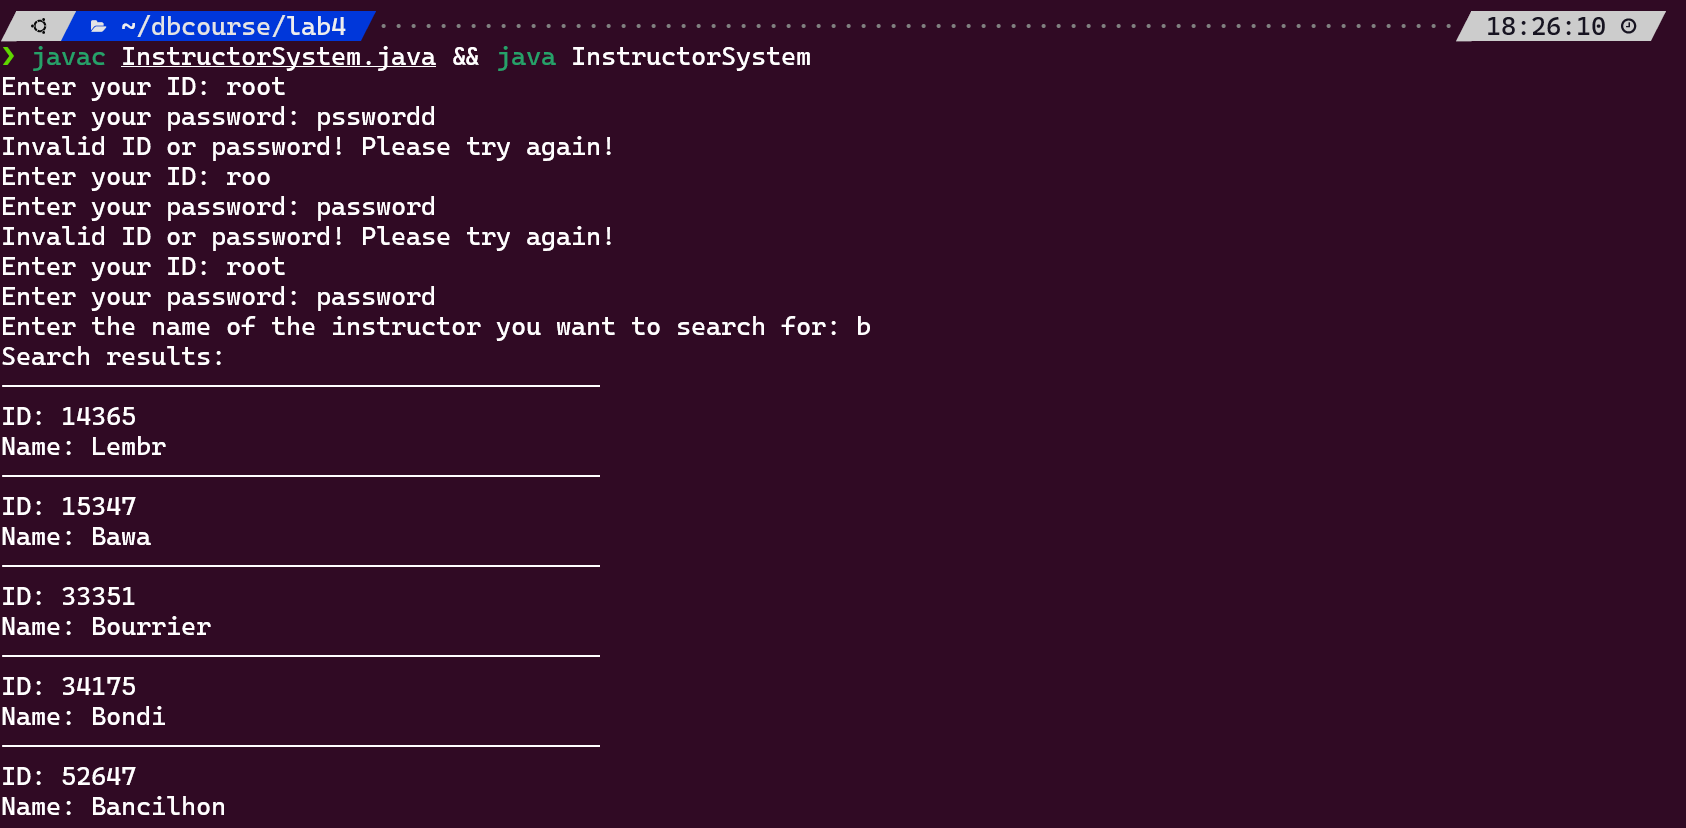 ~/dbcourse/lab4 18:26:10
❯ javac InstructorSystem.java && java InstructorSystem
Enter your ID: root
Enter your password: psswordd
Invalid ID or password! Please try again!
Enter your ID: roo
Enter your password: password
Invalid ID or password! Please try again!
Enter your ID: root
Enter your password: password
Enter the name of the instructor you want to search for: b
Search results:
ID: 14365
Name: Lembr
ID: 15347
Name: Bawa
ID: 33351
Name: Bourrier
ID: 34175
Name: Bondi
ID: 52647
Name: Bancilhon